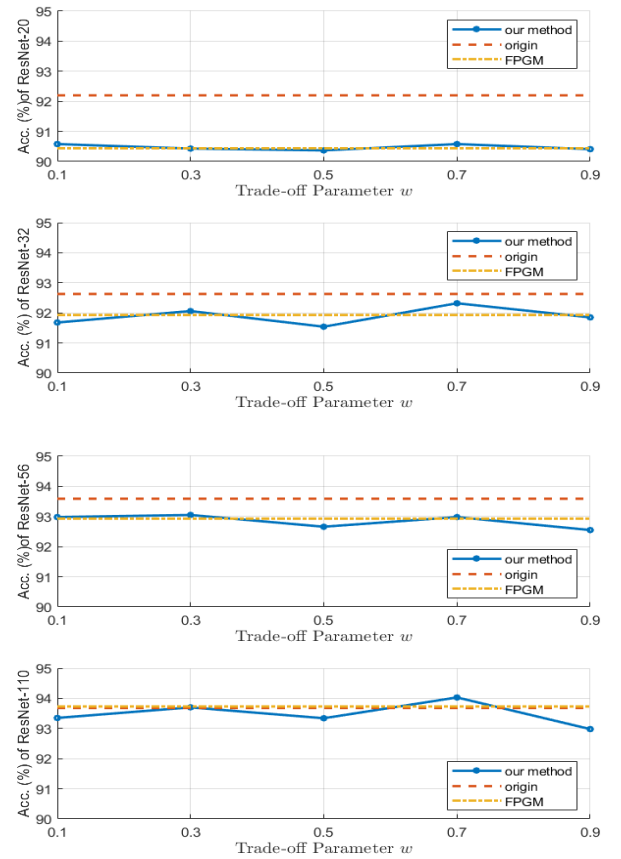 95
94
93
92
91
90
Acc. (%)of ResNet-20
our method
origin
FPGM
0.1 0.3 0.5 0.7 0.9
Trade-off Parameter w
95
94
93
92
91
90
Acc. (%) of ResNet-32
our method
origin
FPGM
0.1 0.3 0.5 0.7 0.9
Trade-off Parameter w
95
94
93
92
91
90
Acc. (%)of ResNet-56
our method
origin
FPGM
0.1 0.3 0.5 0.7 0.9
Trade-off Parameter w
95
94
93
92
91
90
Acc. (%) of ResNet-110
our method
origin
FPGM
0.1 0.3 0.5 0.7 0.9
Trade-off Parameter w